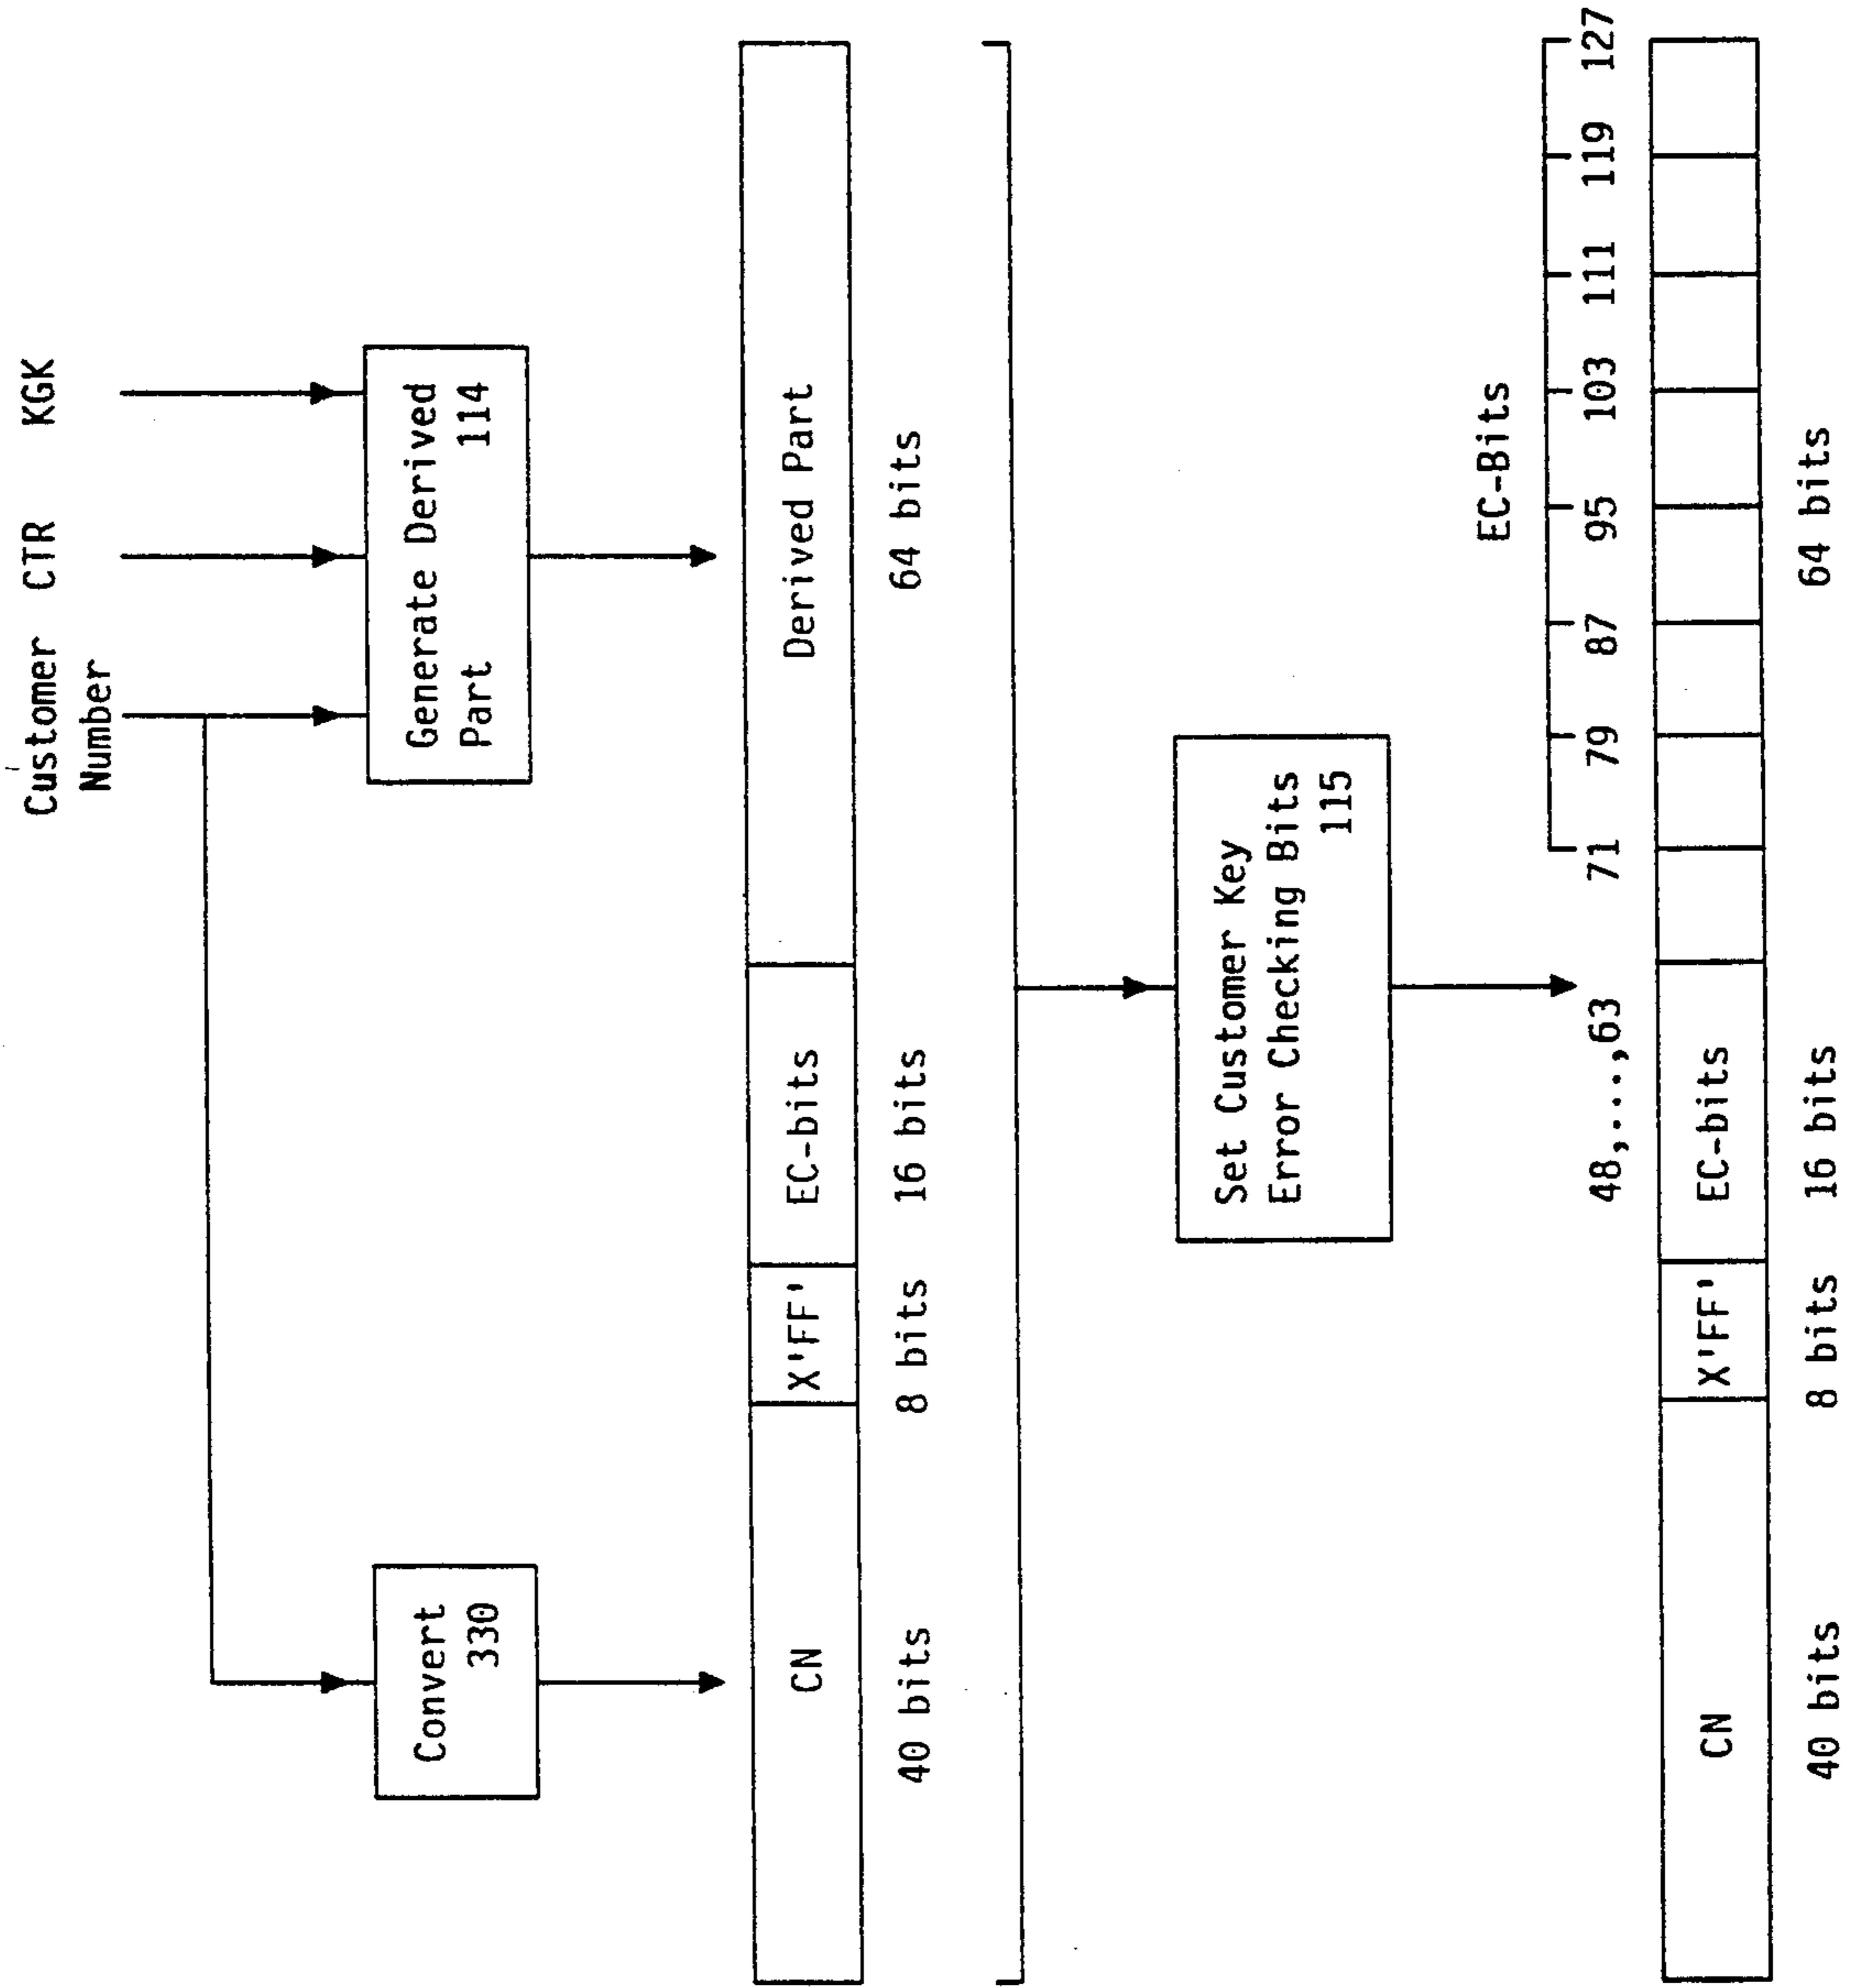 Customer CTR KGK
Number
Convert
330
Generate Derived
Part 114
CN X'FF' EC-bits Derived Part
40 bits 8 bits 16 bits 64 bits
Set Customer Key
Error Checking Bits
115
EC-Bits
48,...,63 71 79 87 95 103 111 119 127
CN X'FF' EC-bits
40 bits 8 bits 16 bits 64 bits